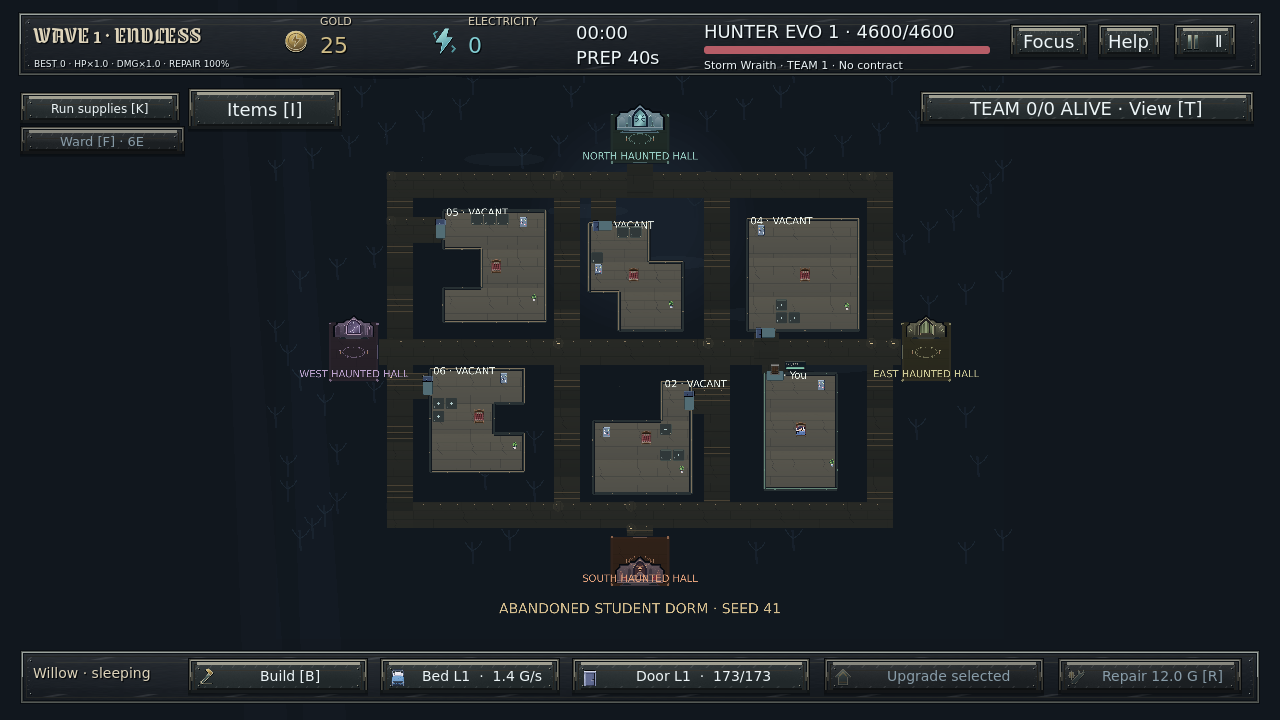 WAVE 1 · ENDLESS
BEST 0 · HP×1.0 · DMG×1.0 · REPAIR 100%
GOLD
25
ELECTRICITY
0
00:00
PREP 40s
HUNTER EVO 1 · 4600/4600
Storm Wraith · TEAM 1 · No contract
Focus
Help
Run supplies [K]
Items [I]
Ward [F] · 6E
TEAM 0/0 ALIVE · View [T]
NORTH HAUNTED HALL
05 · VACANT
VACANT
04 · VACANT
WEST HAUNTED HALL
EAST HAUNTED HALL
06 · VACANT
02 · VACANT
You
SOUTH HAUNTED HALL
ABANDONED STUDENT DORM · SEED 41
Willow · sleeping
Build [B]
Bed L1 · 1.4 G/s
Door L1 · 173/173
Upgrade selected
Repair 12.0 G [R]